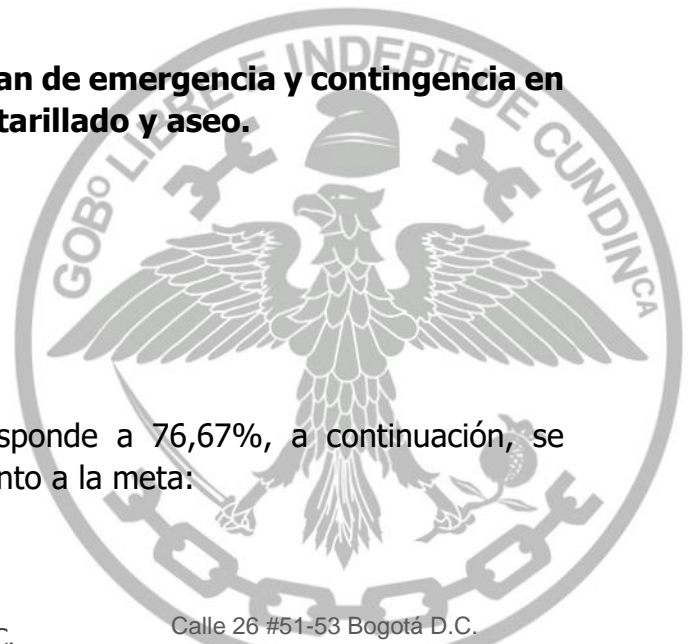 an de emergencia y contingencia en
tarillado y aseo.
GOBº LIBRE E INDEPTE DE CUNDINCA
sponde a 76,67%, a continuación, se
nto a la meta:
Calle 26 #51-53 Bogotá D.C.